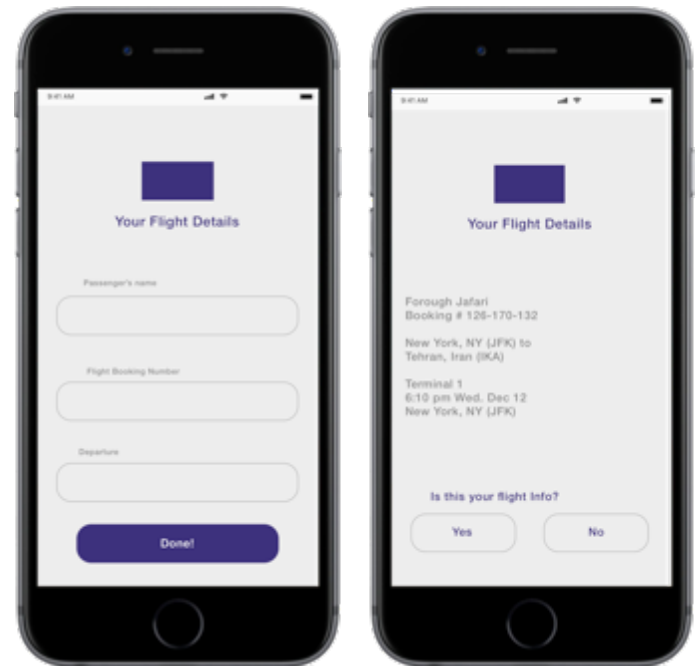 9:41 AM
Your Flight Details
Passenger's name
Flight Booking Number
Departure
Done!
9:41 AM
Your Flight Details
Forough Jafari
Booking # 126-170-132
New York, NY (JFK) to
Tehran, Iran (IKA)
Terminal 1
6:10 pm Wed. Dec 12
New York, NY (JFK)
Is this your flight Info?
Yes
No